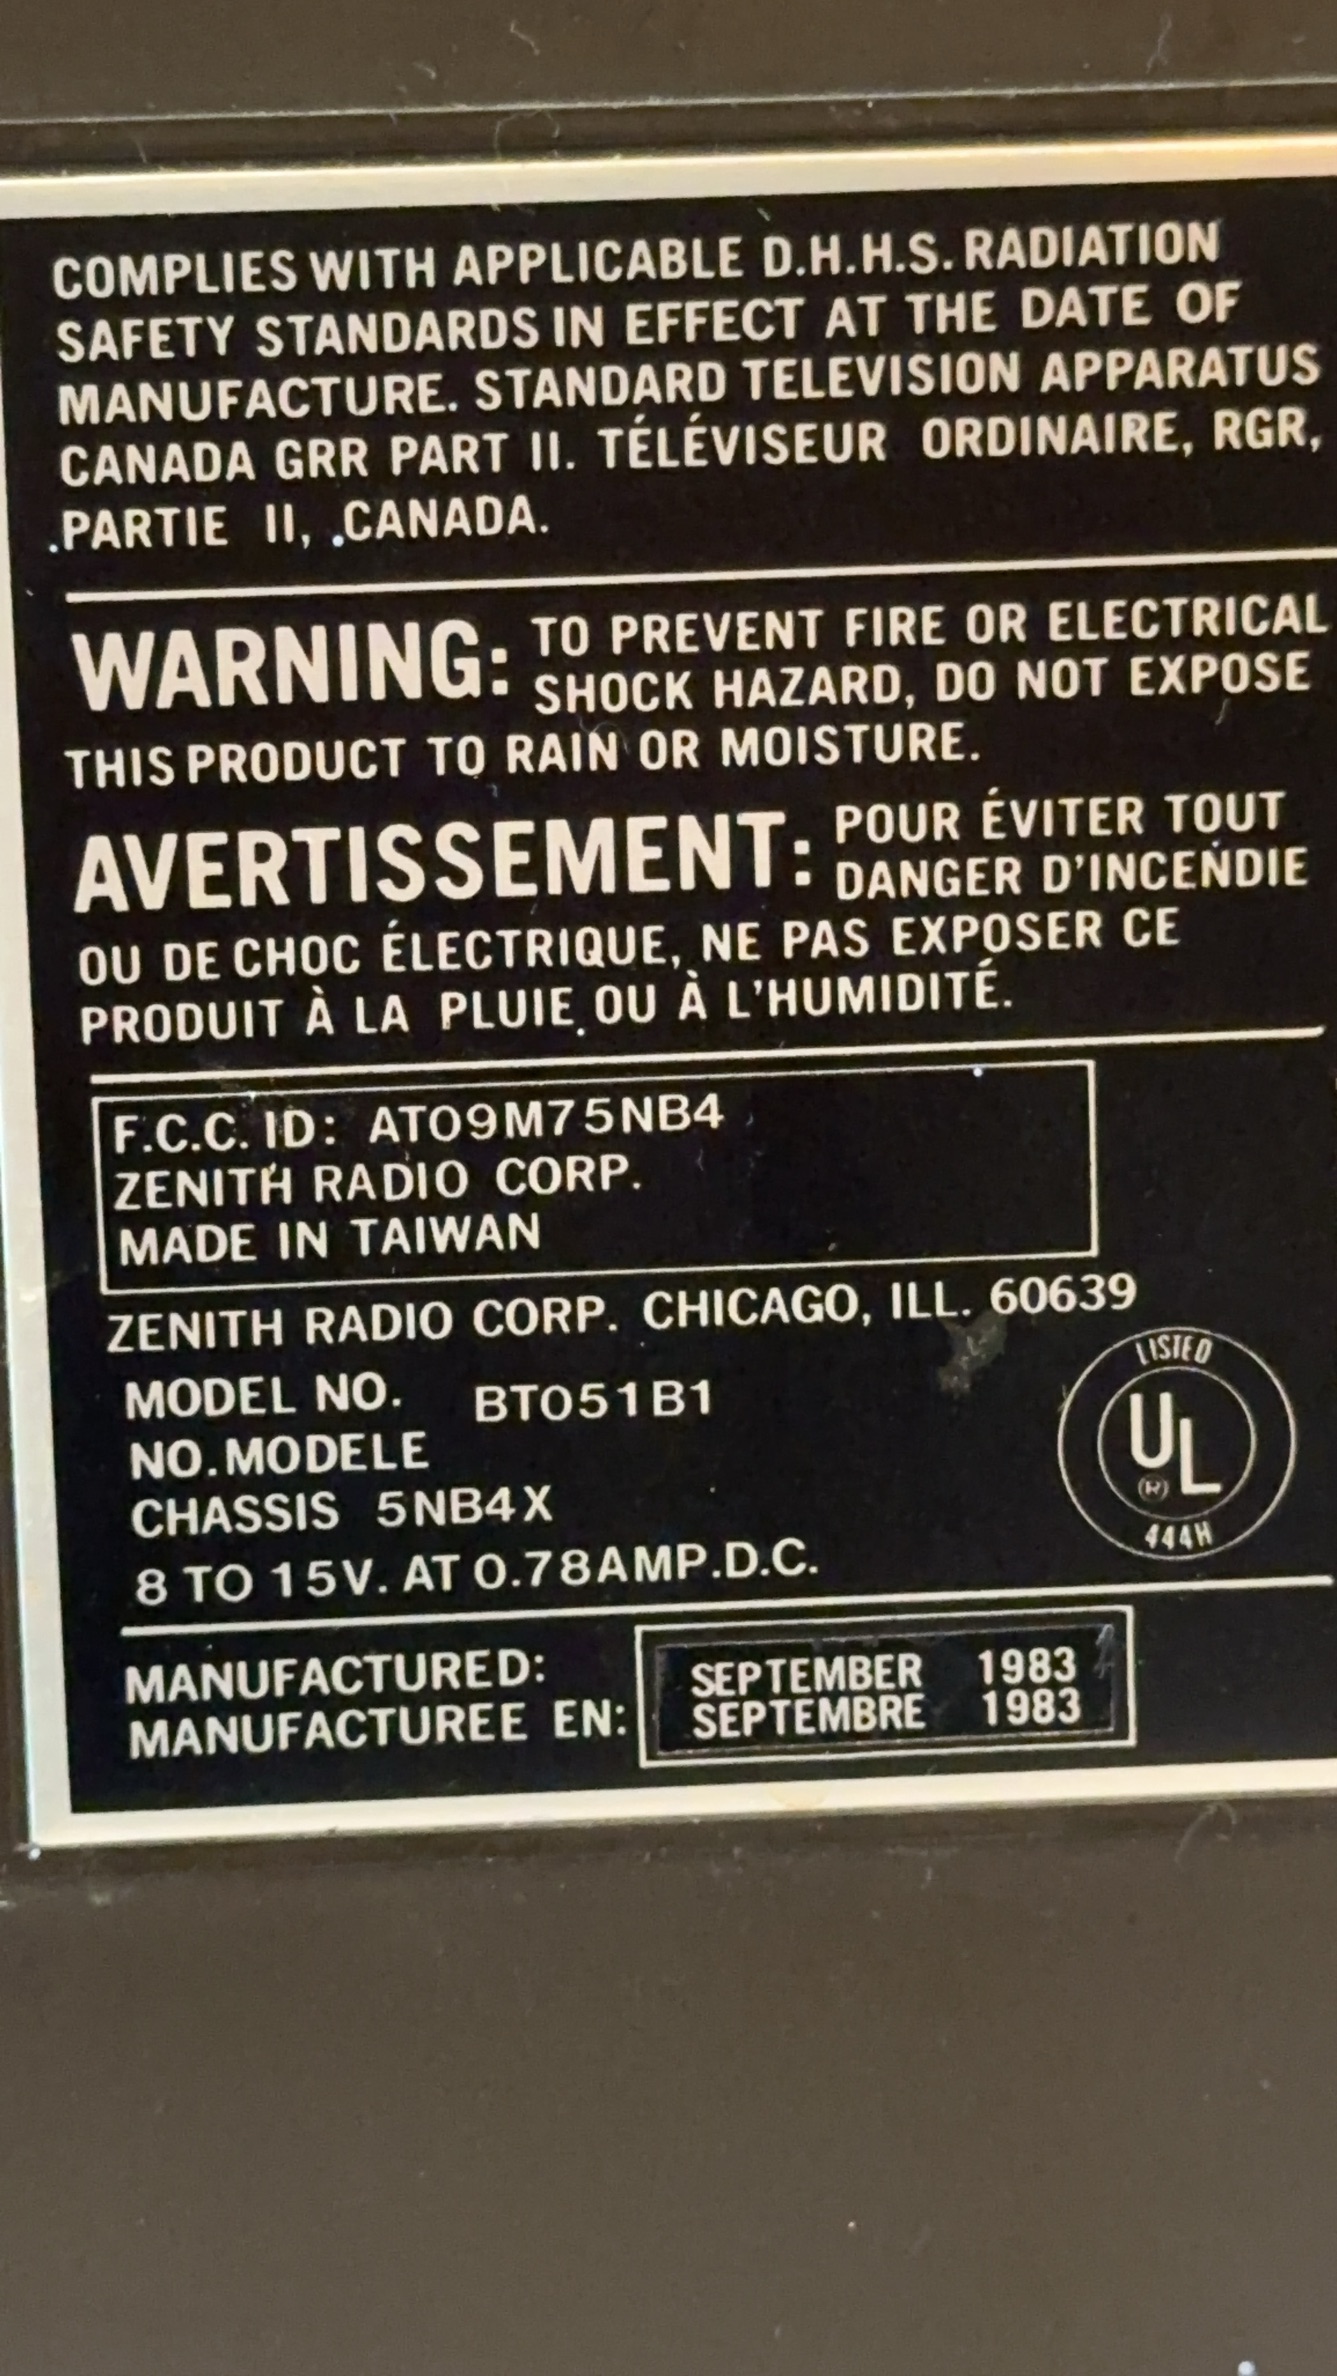 COMPLIES WITH APPLICABLE D.H.H.S. RADIATION
SAFETY STANDARDS IN EFFECT AT THE DATE OF
MANUFACTURE. STANDARD TELEVISION APPARATUS
CANADA GRR PART II. TÉLÉVISEUR ORDINAIRE, RGR,
PARTIE II, CANADA.
WARNING: TO PREVENT FIRE OR ELECTRICAL
SHOCK HAZARD, DO NOT EXPOSE
THIS PRODUCT TO RAIN OR MOISTURE.
AVERTISSEMENT: POUR ÉVITER TOUT
DANGER D'INCENDIE
OU DE CHOC ÉLECTRIQUE, NE PAS EXPOSER CE
PRODUIT À LA PLUIE OU À L'HUMIDITÉ.
F.C.C. ID: ATO9M75NB4
ZENITH RADIO CORP.
MADE IN TAIWAN
ZENITH RADIO CORP. CHICAGO, ILL. 60639
MODEL NO. BT051B1
NO. MODELE
CHASSIS 5NB4X
8 TO 15V. AT 0.78AMP.D.C.
LISTED
UL
®
444H
MANUFACTURED: SEPTEMBER 1983
MANUFACTUREE EN: SEPTEMBRE 1983